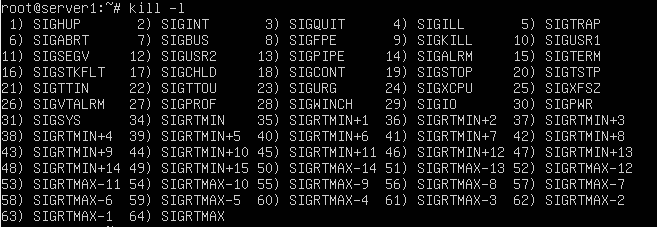 root@server1:~# kill -l
 1) SIGHUP       2) SIGINT       3) SIGQUIT      4) SIGILL       5) SIGTRAP
 6) SIGABRT      7) SIGBUS       8) SIGFPE       9) SIGKILL     10) SIGUSR1
11) SIGSEGV     12) SIGUSR2     13) SIGPIPE     14) SIGALRM     15) SIGTERM
16) SIGSTKFLT   17) SIGCHLD     18) SIGCONT     19) SIGSTOP     20) SIGTSTP
21) SIGTTIN     22) SIGTTOU     23) SIGURG      24) SIGXCPU     25) SIGXFSZ
26) SIGVTALRM   27) SIGPROF     28) SIGWINCH    29) SIGIO       30) SIGPWR
31) SIGSYS      34) SIGRTMIN    35) SIGRTMIN+1  36) SIGRTMIN+2  37) SIGRTMIN+3
38) SIGRTMIN+4  39) SIGRTMIN+5  40) SIGRTMIN+6  41) SIGRTMIN+7  42) SIGRTMIN+8
43) SIGRTMIN+9  44) SIGRTMIN+10 45) SIGRTMIN+11 46) SIGRTMIN+12 47) SIGRTMIN+13
48) SIGRTMIN+14 49) SIGRTMIN+15 50) SIGRTMAX-14 51) SIGRTMAX-13 52) SIGRTMAX-12
53) SIGRTMAX-11 54) SIGRTMAX-10 55) SIGRTMAX-9  56) SIGRTMAX-8  57) SIGRTMAX-7
58) SIGRTMAX-6  59) SIGRTMAX-5  60) SIGRTMAX-4  61) SIGRTMAX-3  62) SIGRTMAX-2
63) SIGRTMAX-1  64) SIGRTMAX